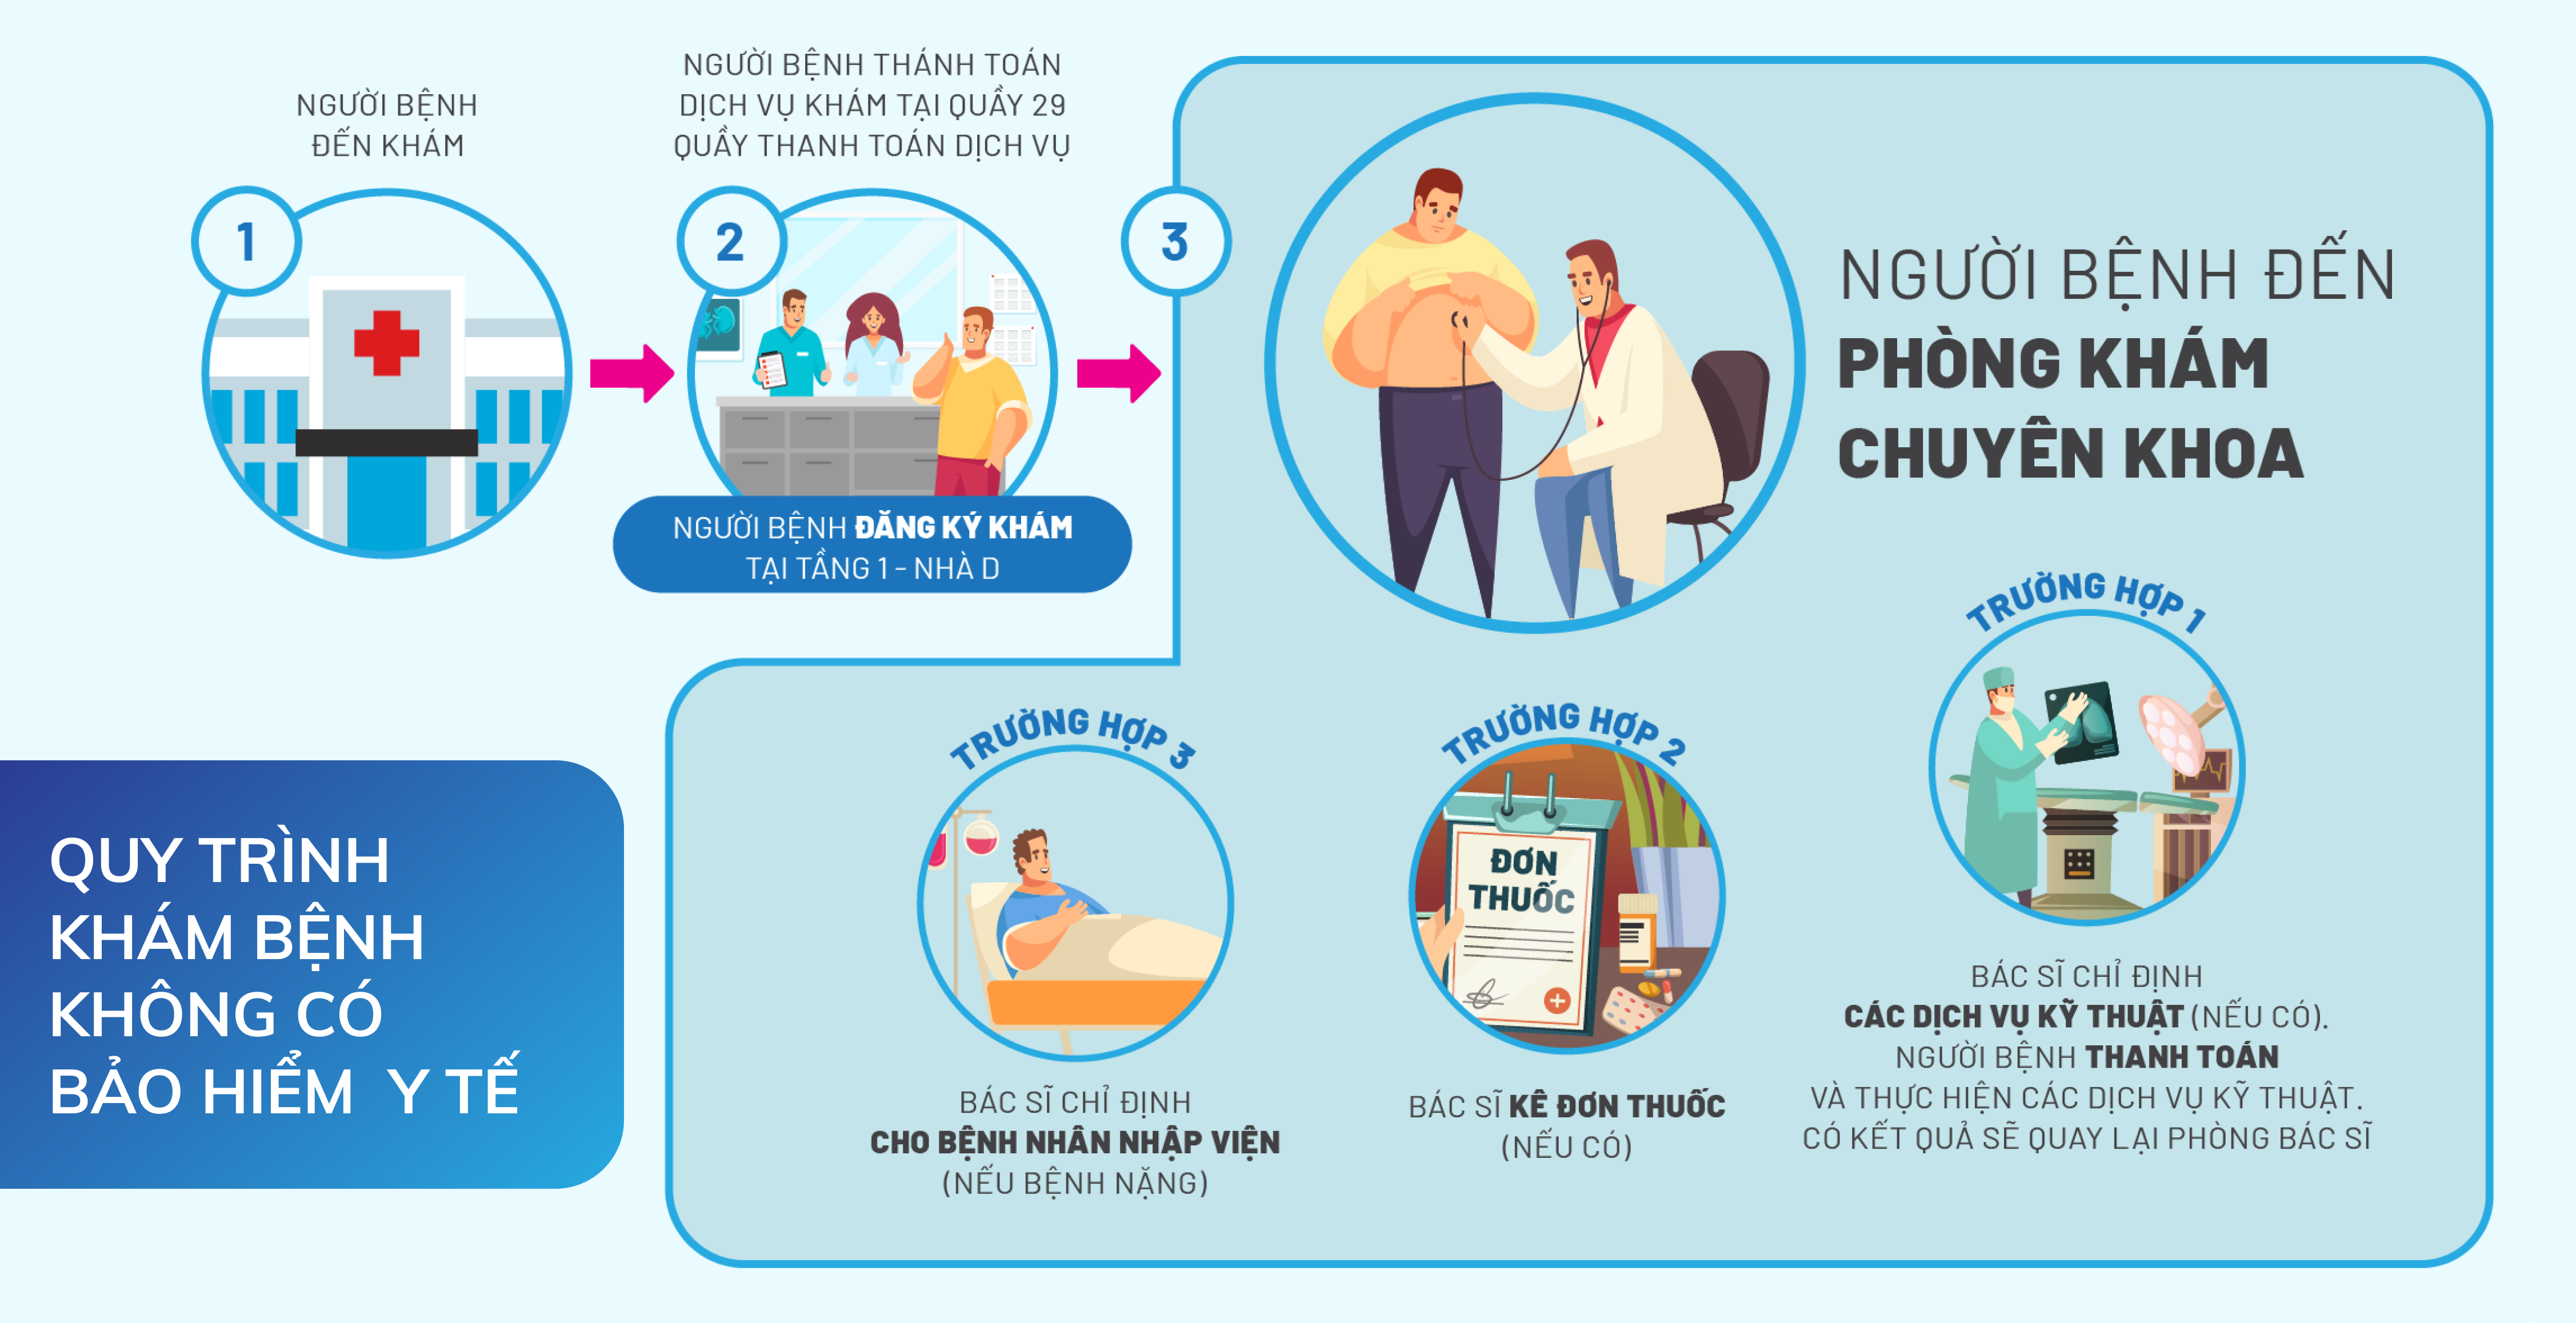 NGƯỜI BỆNH
ĐẾN KHÁM
1
NGƯỜI BỆNH THÁNH TOÁN
DỊCH VỤ KHÁM TẠI QUẦY 29
QUẦY THANH TOÁN DỊCH VỤ
2
NGƯỜI BỆNH ĐĂNG KÝ KHÁM
TẠI TẦNG 1 - NHÀ D
3
NGƯỜI BỆNH ĐẾN
PHÒNG KHÁM
CHUYÊN KHOA
TRƯỜNG HỢP 1
BÁC SĨ CHỈ ĐỊNH
CÁC DỊCH VỤ KỸ THUẬT (NẾU CÓ).
NGƯỜI BỆNH THANH TOÁN
VÀ THỰC HIỆN CÁC DỊCH VỤ KỸ THUẬT.
CÓ KẾT QUẢ SẼ QUAY LẠI PHÒNG BÁC SĨ
TRƯỜNG HỢP 2
ĐƠN
THUỐC
BÁC SĨ KÊ ĐƠN THUỐC
(NẾU CÓ)
TRƯỜNG HỢP 3
BÁC SĨ CHỈ ĐỊNH
CHO BỆNH NHÂN NHẬP VIỆN
(NẾU BỆNH NẶNG)
QUY TRÌNH
KHÁM BỆNH
KHÔNG CÓ
BẢO HIỂM  Y TẾ